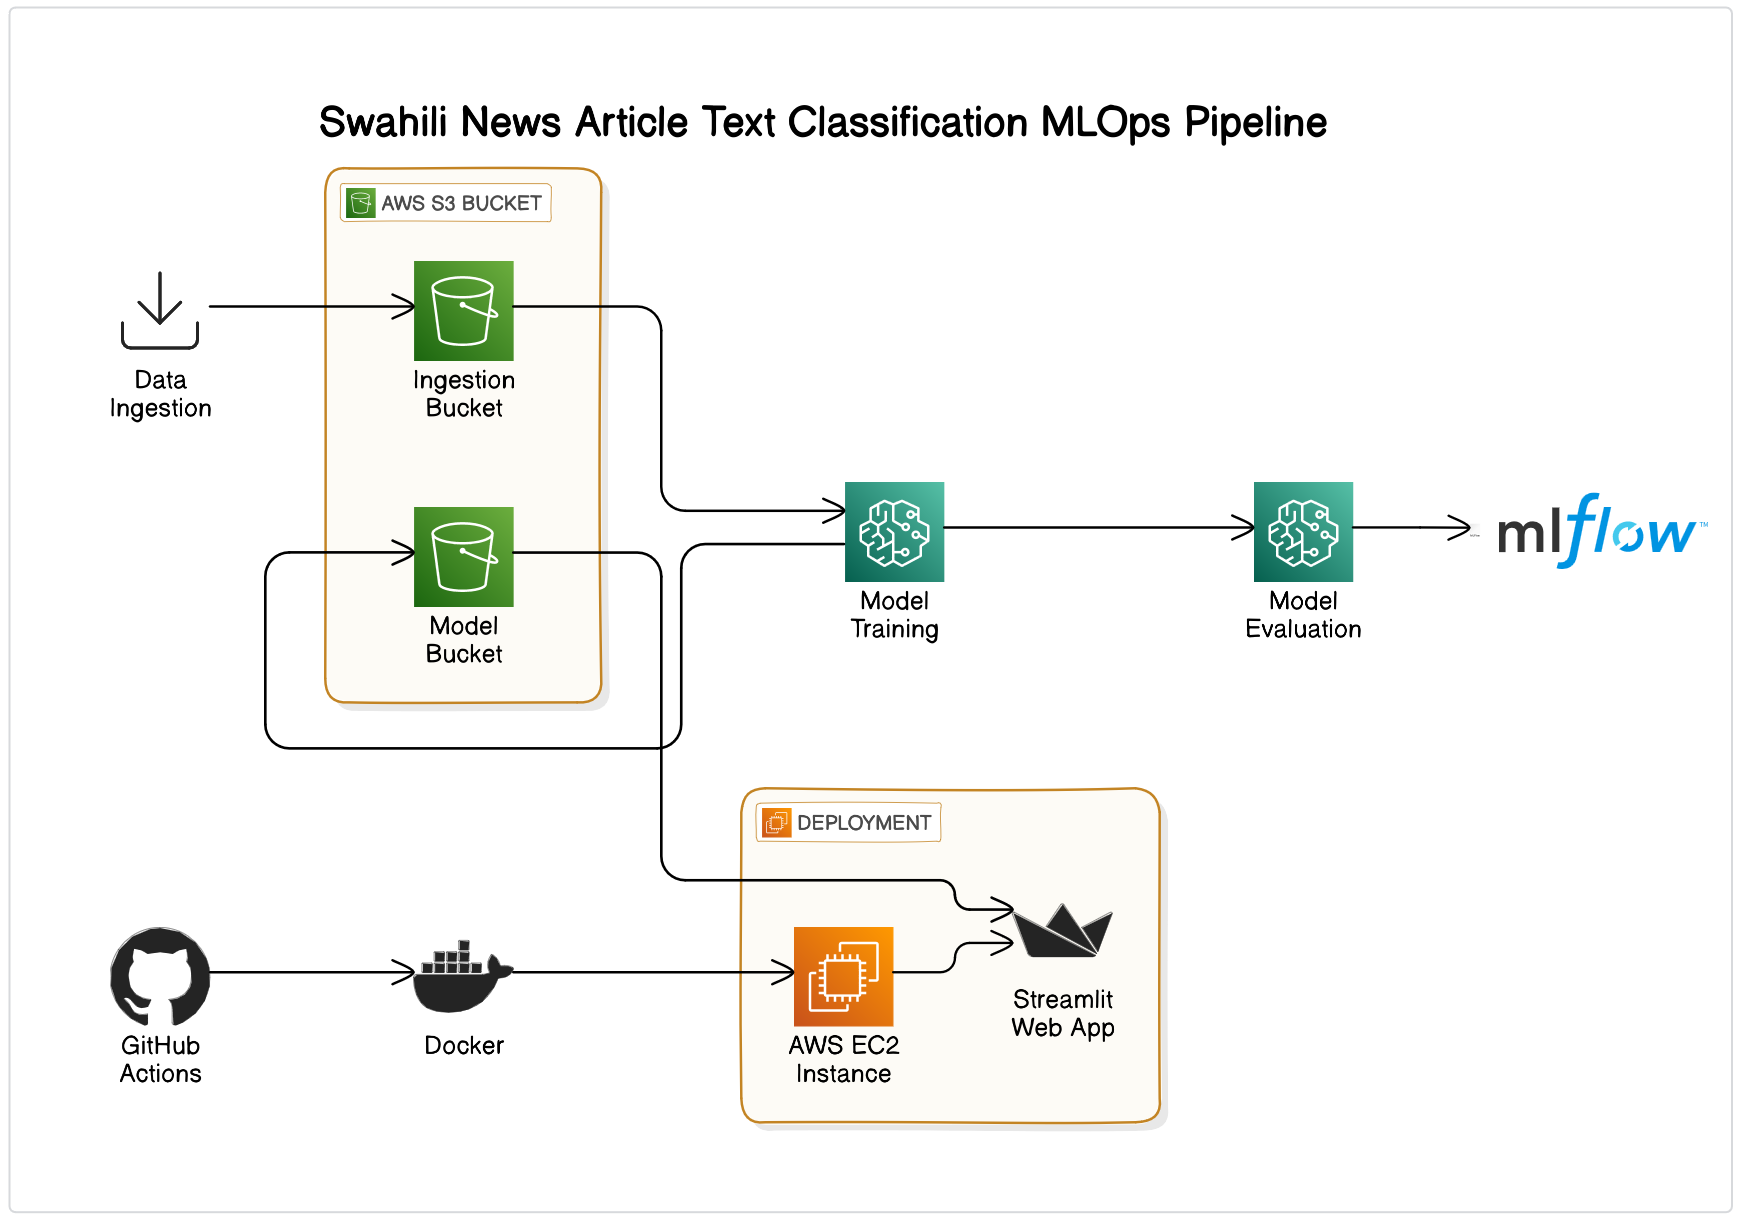 Swahili News Article Text Classification MLOps Pipeline
AWS S3 BUCKET
Data
Ingestion
Ingestion
Bucket
Model
Bucket
Model
Training
Model
Evaluation
mlflow™
DEPLOYMENT
GitHub
Actions
Docker
AWS EC2
Instance
Streamlit
Web App